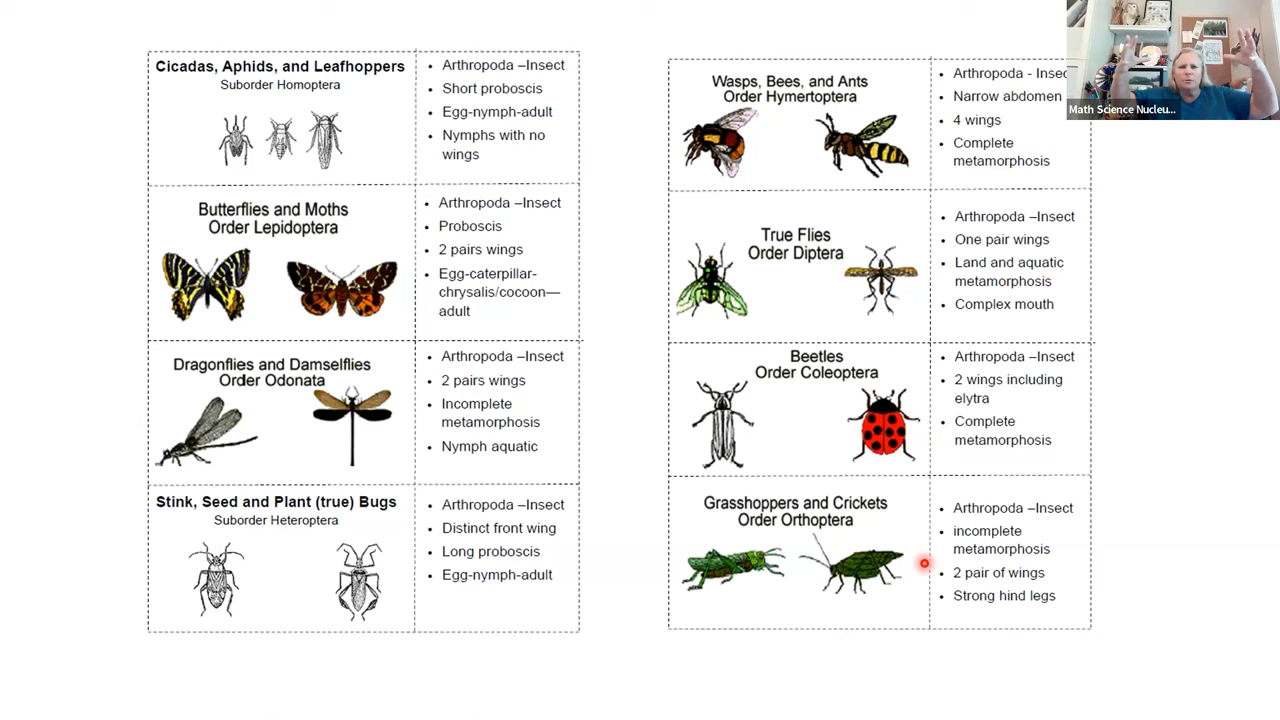 Cicadas, Aphids, and Leafhoppers
Suborder Homoptera
• Arthropoda –Insect
• Short proboscis
• Egg-nymph-adult
• Nymphs with no
wings
Butterflies and Moths
Order Lepidoptera
• Arthropoda –Insect
• Proboscis
• 2 pairs wings
• Egg-caterpillar-
chrysalis/cocoon—
adult
Dragonflies and Damselflies
Order Odonata
• Arthropoda –Insect
• 2 pairs wings
• Incomplete
metamorphosis
• Nymph aquatic
Stink, Seed and Plant (true) Bugs
Suborder Heteroptera
• Arthropoda –Insect
• Distinct front wing
• Long proboscis
• Egg-nymph-adult
Wasps, Bees, and Ants
Order Hymertoptera
• Arthropoda - Insec
• Narrow abdomen
• 4 wings
• Complete
metamorphosis
True Flies
Order Diptera
• Arthropoda –Insect
• One pair wings
• Land and aquatic
metamorphosis
• Complex mouth
Beetles
Order Coleoptera
• Arthropoda –Insect
• 2 wings including
elytra
• Complete
metamorphosis
Grasshoppers and Crickets
Order Orthoptera
• Arthropoda –Insect
• incomplete
metamorphosis
• 2 pair of wings
• Strong hind legs
Math Science Nucleu...